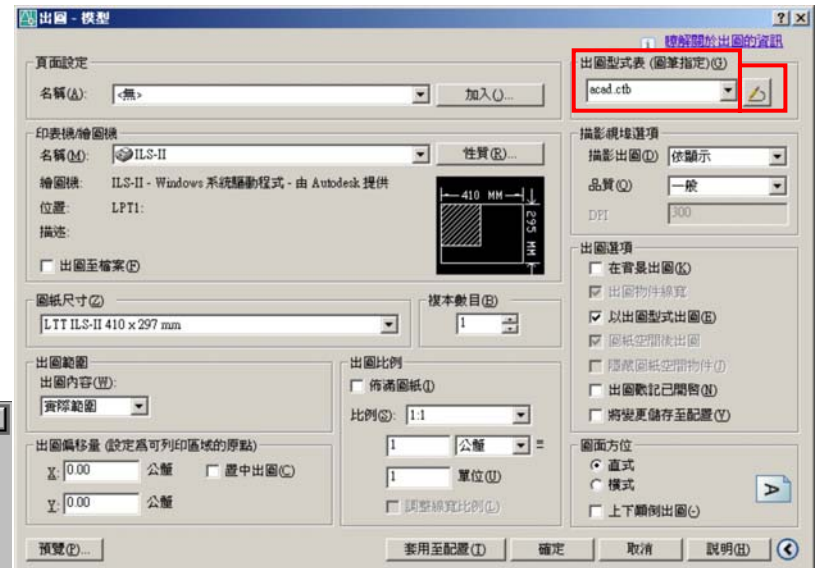 出圖 - 模型
瞭解關於出圖的資訊
頁面設定
名稱(A): <無> 加入()...
出圖型式表 (圖筆指定)(G)
acad.ctb
印表機/繪圖機
名稱(M): ILS-II 性質(R)...
繪圖機: ILS-II - Windows 系統驅動程式 - 由 Autodesk 提供
位置: LPT1:
描述:
出圖至檔案(F)
410 MM
295 MM
描影視埠選項
描影出圖(D) 依顯示
品質(Q) 一般
DPI 300
圖紙尺寸(Z)
LTT ILS-II 410 x 297 mm
複本數目(B)
1
出圖選項
在背景出圖(K)
出圖物件線寬
以出圖型式出圖(E)
圖紙空間後出圖
隱藏圖紙空間物件(J)
出圖戳記已開啟(N)
將變更儲存至配置(V)
出圖範圍
出圖內容(W):
實際範圍
出圖比例
佈滿圖紙(I)
比例(S): 1:1
1 公釐 =
1 單位(U)
調整線寬比例(L)
出圖偏移量 (設定為可列印區域的原點)
X: 0.00 公釐 置中出圖(C)
Y: 0.00 公釐
圖面方位
直式
橫式
上下顛倒出圖(-)
A
預覽(P)... 套用至配置(T) 確定 取消 說明(H)